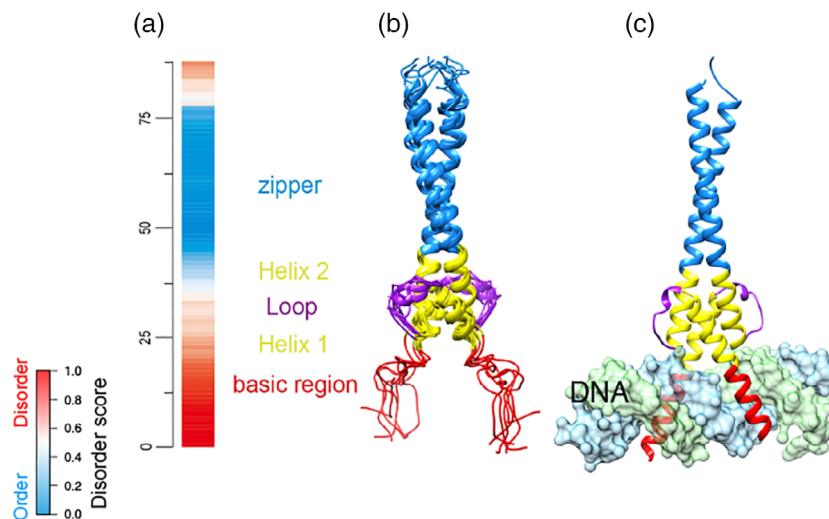 (a)
(b)
(c)
75
50
25
0
zipper
Helix 2
Loop
Helix 1
basic region
DNA
Disorder
Order
1.0
0.8
0.6
0.4
0.2
0.0
Disorder score